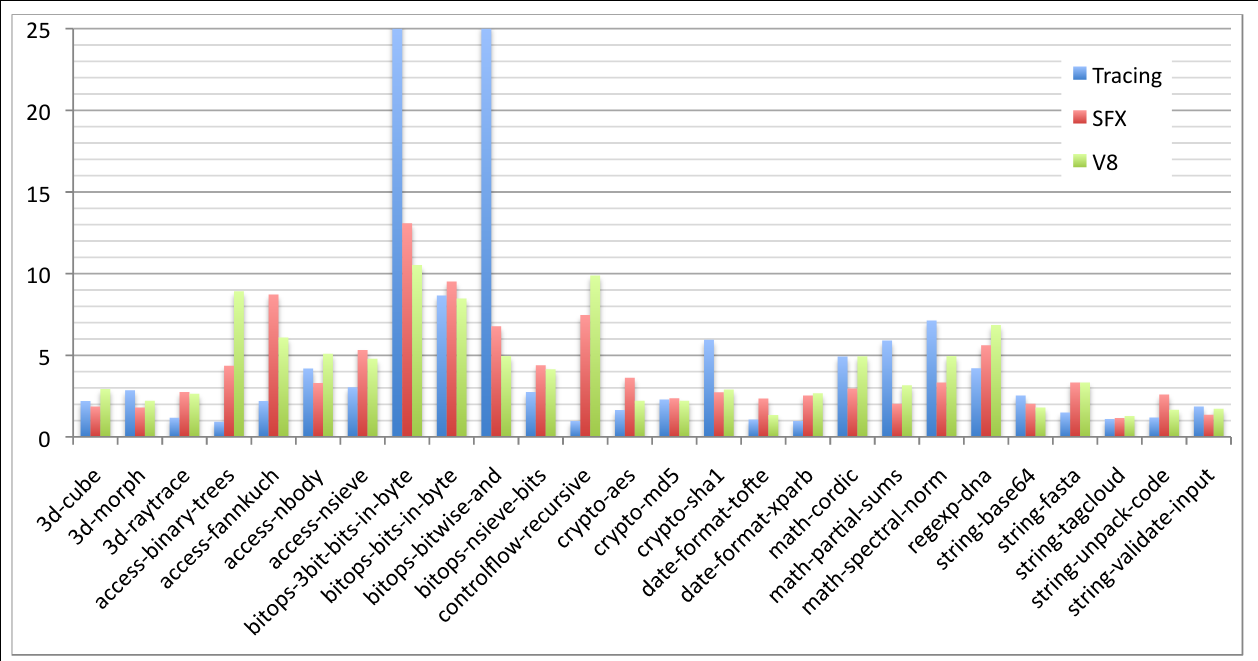 25
20
15
10
5
0
Tracing
SFX
V8
3d-cube
3d-morph
3d-raytrace
access-binary-trees
access-fannkuch
access-nbody
access-nsieve
bitops-3bit-bits-in-byte
bitops-bits-in-byte
bitops-bitwise-and
bitops-nsieve-bits
controlflow-recursive
crypto-aes
crypto-md5
crypto-sha1
date-format-tofte
date-format-xparb
math-cordic
math-partial-sums
math-spectral-norm
regexp-dna
string-base64
string-fasta
string-tagcloud
string-unpack-code
string-validate-input